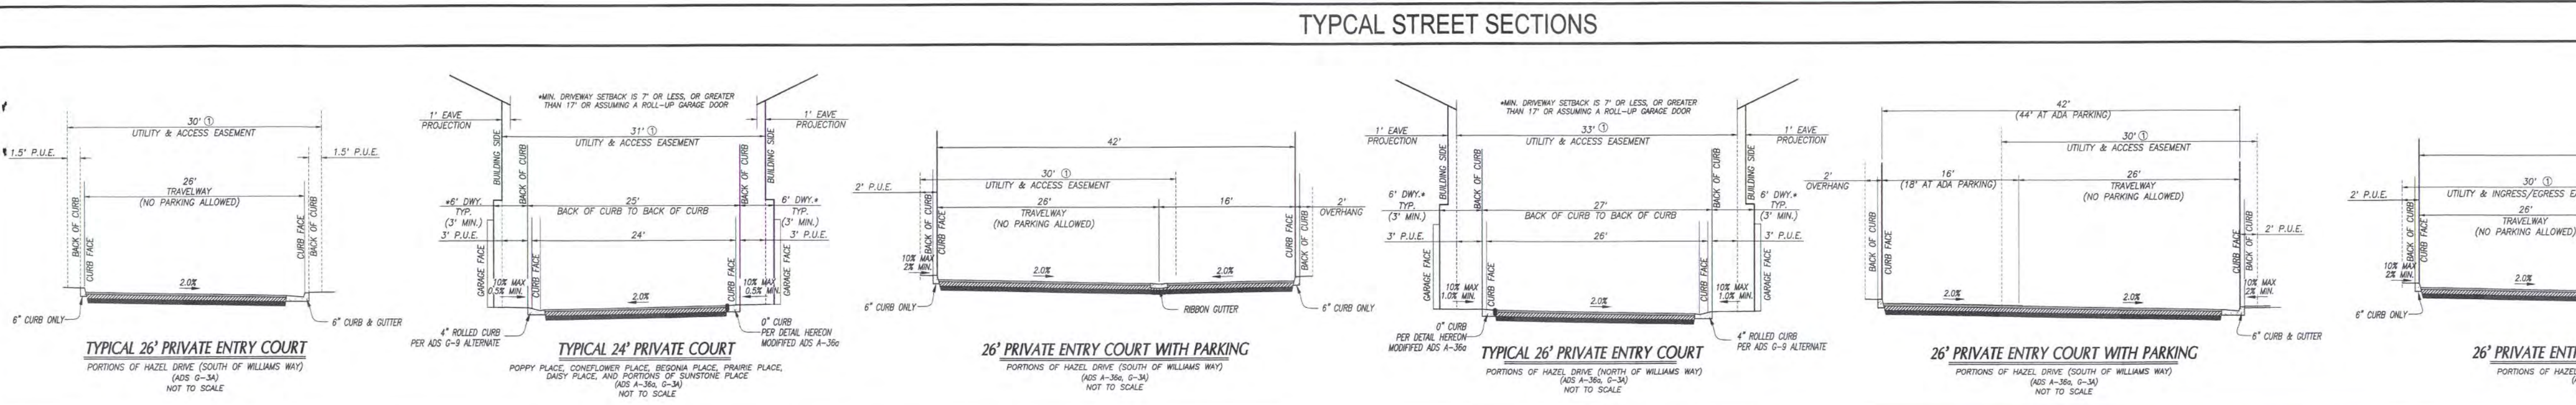 TYPCAL STREET SECTIONS
30' ①
UTILITY & ACCESS EASEMENT
1.5' P.U.E.
1.5' P.U.E.
26'
TRAVELWAY
(NO PARKING ALLOWED)
BACK OF CURB
CURB FACE
CURB FACE
BACK OF CURB
2.0%
6" CURB ONLY
6" CURB & GUTTER
TYPICAL 26' PRIVATE ENTRY COURT
PORTIONS OF HAZEL DRIVE (SOUTH OF WILLIAMS WAY)
(ADS G-3A)
NOT TO SCALE
*MIN. DRIVEWAY SETBACK IS 7' OR LESS, OR GREATER
THAN 17' OR ASSUMING A ROLL-UP GARAGE DOOR
1' EAVE
PROJECTION
1' EAVE
PROJECTION
31' ①
UTILITY & ACCESS EASEMENT
BUILDING SIDE
BACK OF CURB
BACK OF CURB
BUILDING SIDE
*6' DWY.
TYP.
(3' MIN.)
25'
BACK OF CURB TO BACK OF CURB
6' DWY.*
TYP.
(3' MIN.)
3' P.U.E.
24'
3' P.U.E.
GARAGE FACE
CURB FACE
CURB FACE
GARAGE FACE
10% MAX
0.5% MIN.
2.0%
10% MAX
0.5% MIN.
4" ROLLED CURB
PER ADS G-9 ALTERNATE
0" CURB
PER DETAIL HEREON
MODIFIFED ADS A-36a
TYPICAL 24' PRIVATE COURT
POPPY PLACE, CONEFLOWER PLACE, BEGONIA PLACE, PRAIRIE PLACE,
DAISY PLACE, AND PORTIONS OF SUNSTONE PLACE
(ADS A-36a, G-3A)
NOT TO SCALE
42'
30' ①
UTILITY & ACCESS EASEMENT
2' P.U.E.
26'
TRAVELWAY
(NO PARKING ALLOWED)
16'
2'
OVERHANG
BACK OF CURB
CURB FACE
CURB FACE
BACK OF CURB
10% MAX
2% MIN.
2.0%
2.0%
6" CURB ONLY
RIBBON GUTTER
6" CURB ONLY
26' PRIVATE ENTRY COURT WITH PARKING
PORTIONS OF HAZEL DRIVE (SOUTH OF WILLIAMS WAY)
(ADS A-36a, G-3A)
NOT TO SCALE
*MIN. DRIVEWAY SETBACK IS 7' OR LESS, OR GREATER
THAN 17' OR ASSUMING A ROLL-UP GARAGE DOOR
1' EAVE
PROJECTION
1' EAVE
PROJECTION
33' ①
UTILITY & ACCESS EASEMENT
BUILDING SIDE
BACK OF CURB
BACK OF CURB
BUILDING SIDE
6' DWY.*
TYP.
(3' MIN.)
27'
BACK OF CURB TO BACK OF CURB
6' DWY.*
TYP.
(3' MIN.)
3' P.U.E.
26'
3' P.U.E.
GARAGE FACE
CURB FACE
CURB FACE
GARAGE FACE
10% MAX
1.0% MIN.
2.0%
10% MAX
1.0% MIN.
0" CURB
PER DETAIL HEREON
MODIFIFED ADS A-36a
4" ROLLED CURB
PER ADS G-9 ALTERNATE
TYPICAL 26' PRIVATE ENTRY COURT
PORTIONS OF HAZEL DRIVE (NORTH OF WILLIAMS WAY)
(ADS A-36a, G-3A)
NOT TO SCALE
42'
(44' AT ADA PARKING)
30' ①
UTILITY & ACCESS EASEMENT
2'
OVERHANG
16'
(18' AT ADA PARKING)
26'
TRAVELWAY
(NO PARKING ALLOWED)
BACK OF CURB
CURB FACE
CURB FACE
BACK OF CURB
2' P.U.E.
2.0%
2.0%
10% MAX
2% MIN.
6" CURB & GUTTER
26' PRIVATE ENTRY COURT WITH PARKING
PORTIONS OF HAZEL DRIVE (SOUTH OF WILLIAMS WAY)
(ADS A-36a, G-3A)
NOT TO SCALE
30' ①
UTILITY & INGRESS/EGRESS
2' P.U.E.
26'
TRAVELWAY
(NO PARKING ALLOWED)
BACK OF CURB
CURB FACE
10% MAX
2% MIN.
2.0%
6" CURB ONLY
26' PRIVATE
PORTIONS OF